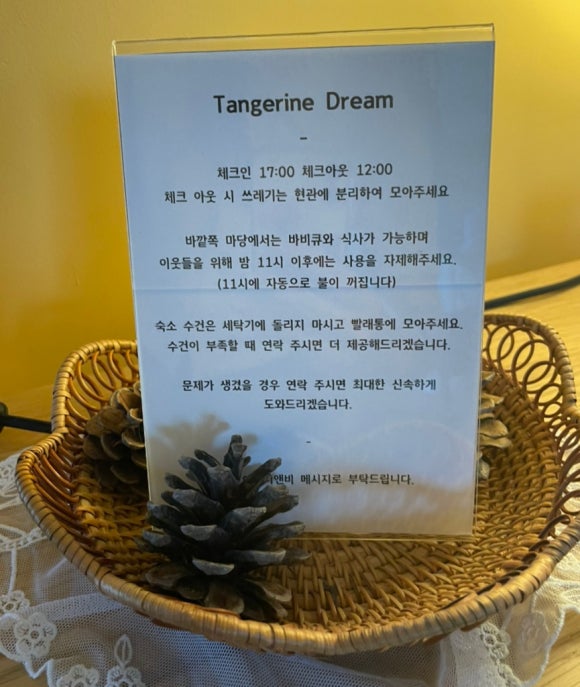 Tangerine Dream
-
체크인 17:00 체크아웃 12:00
체크 아웃 시 쓰레기는 현관에 분리하여 모아주세요
바깥쪽 마당에서는 바비큐와 식사가 가능하며
이웃들을 위해 밤 11시 이후에는 사용을 자제해주세요.
(11시에 자동으로 불이 꺼집니다)
숙소 수건은 세탁기에 돌리지 마시고 빨래통에 모아주세요.
수건이 부족할 때 연락 주시면 더 제공해드리겠습니다.
문제가 생겼을 경우 연락 주시면 최대한 신속하게
도와드리겠습니다.
-
메시지로 부탁드립니다.